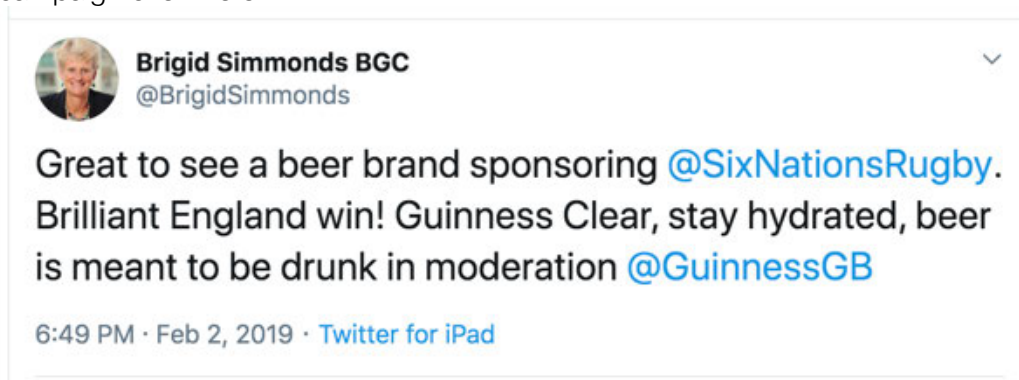 Brigid Simmonds BGC
@BrigidSimmonds
Great to see a beer brand sponsoring @SixNationsRugby.
Brilliant England win! Guinness Clear, stay hydrated, beer
is meant to be drunk in moderation @GuinnessGB
6:49 PM · Feb 2, 2019 · Twitter for iPad